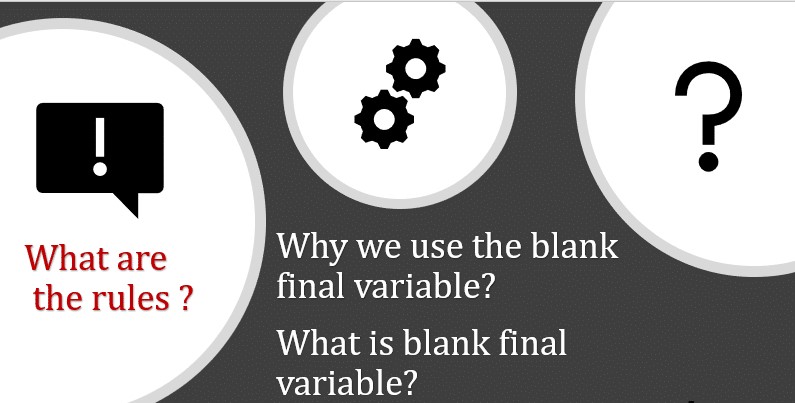 What are
the rules ?
Why we use the blank
final variable?
What is blank final
variable?